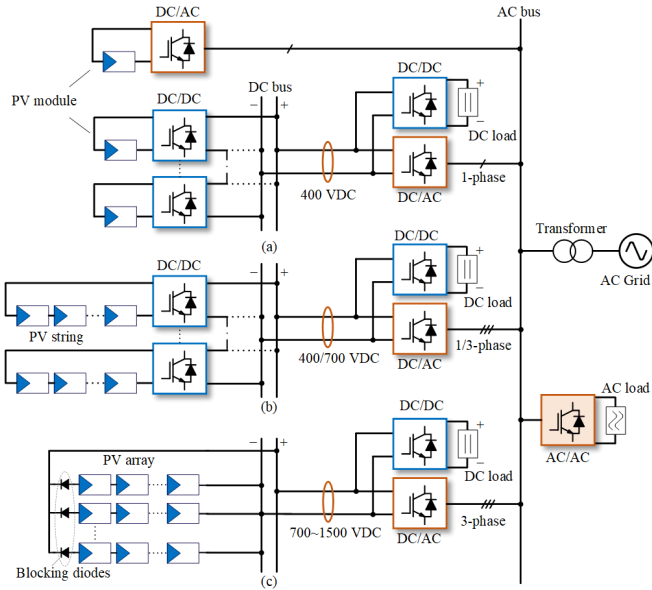 DC/AC
AC bus
PV module
DC/DC
DC bus
− +
DC/DC
+
−
DC load
400 VDC
DC/AC
1-phase
(a)
Transformer
AC Grid
DC/DC
− +
DC/DC
+
−
DC load
PV string
400/700 VDC
DC/AC
1/3-phase
(b)
AC load
AC/AC
DC/DC
− +
PV array
+
−
DC load
700~1500 VDC
DC/AC
3-phase
Blocking diodes
(c)